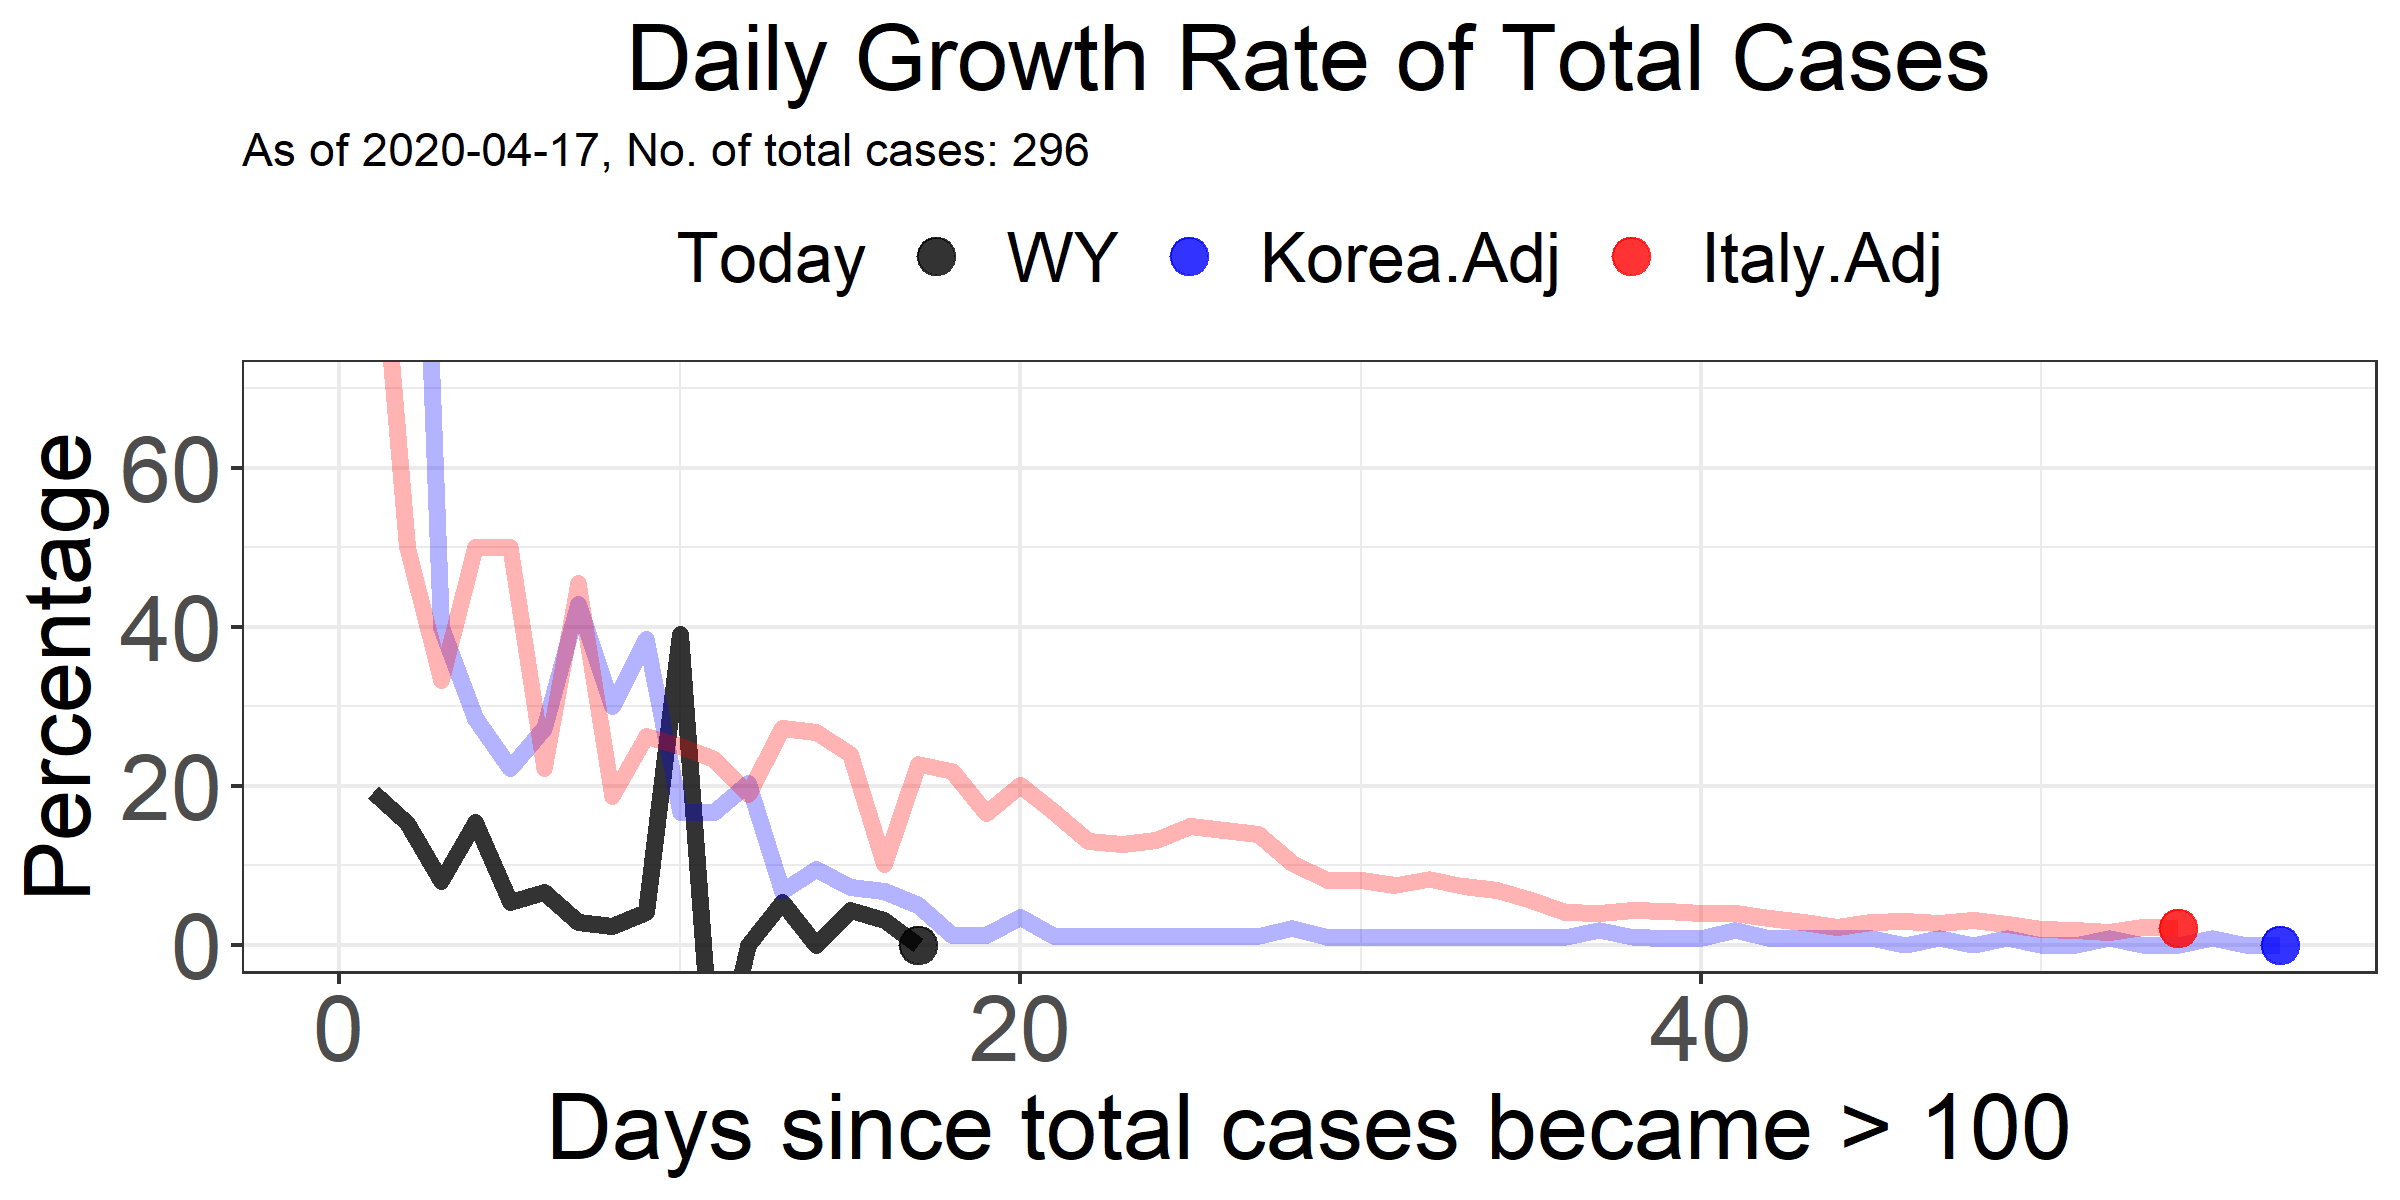 Daily Growth Rate of Total Cases
As of 2020-04-17, No. of total cases: 296
Today WY Korea.Adj Italy.Adj
Percentage
60
40
20
0
0 20 40
Days since total cases became > 100